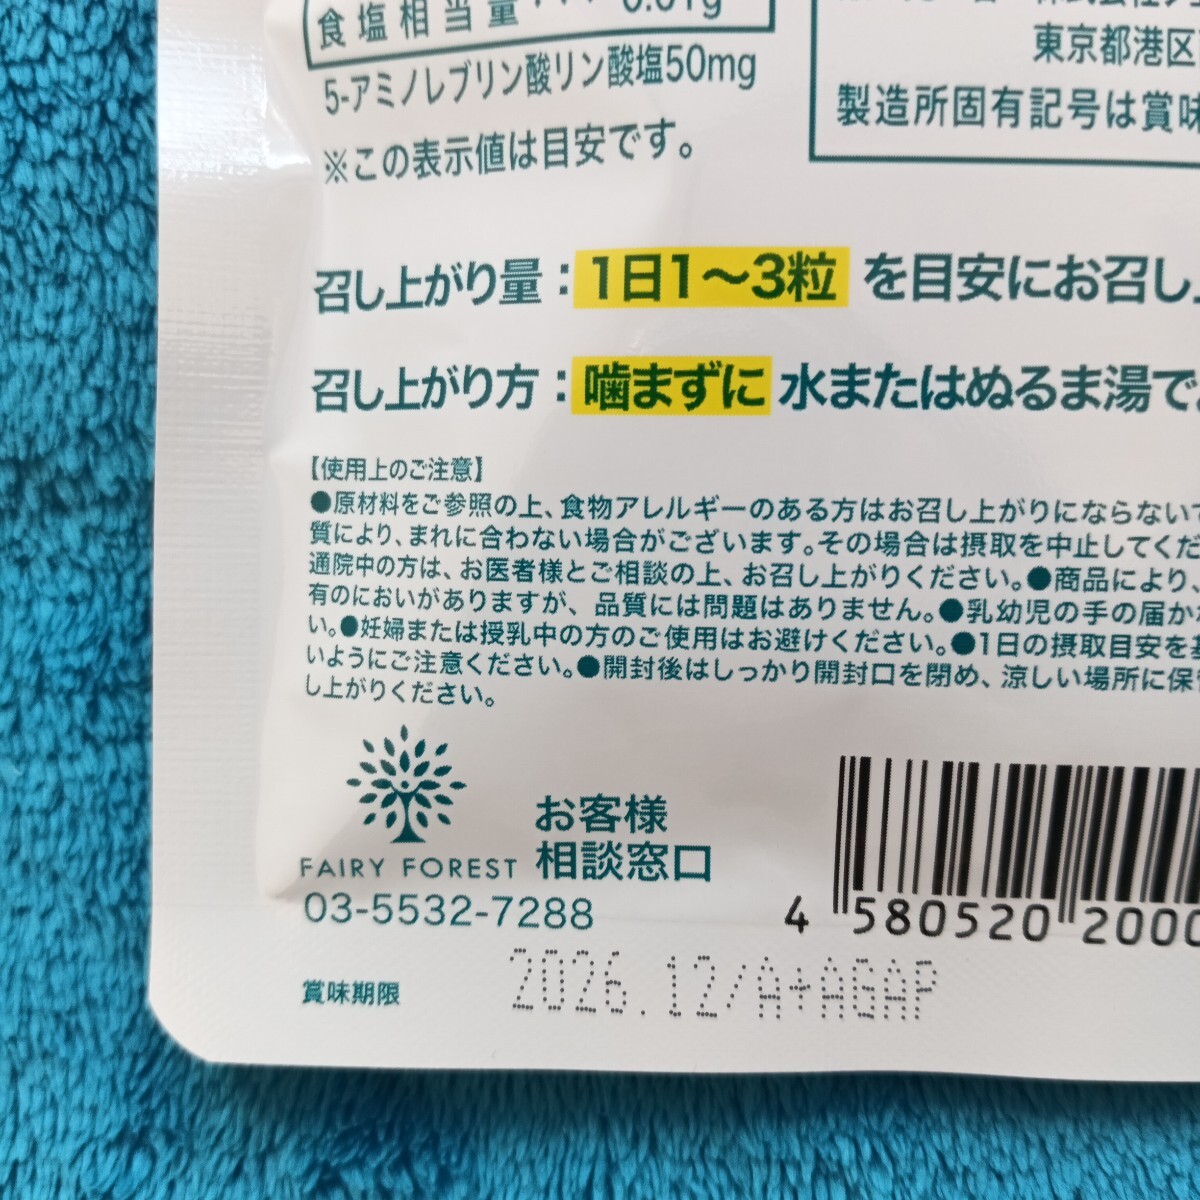 食塩相当量・・・0.01g
5-アミノレブリン酸リン酸塩50mg
※この表示値は目安です。
東京都港区
製造所固有記号は賞味
召し上がり量：1日1〜3粒 を目安にお召し
召し上がり方：噛まずに 水またはぬるま湯で
【使用上のご注意】
●原材料をご参照の上、食物アレルギーのある方はお召し上がりにならないで
質により、まれに合わない場合がございます。その場合は摂取を中止してくだ
通院中の方は、お医者様とご相談の上、お召し上がりください。●商品により、
有のにおいがありますが、品質には問題はありません。●乳幼児の手の届か
い。●妊婦または授乳中の方のご使用はお避けください。●1日の摂取目安を
いようにご注意ください。●開封後はしっかり開封口を閉め、涼しい場所に保
し上がりください。
FAIRY FOREST
お客様
相談窓口
03-5532-7288
4 580520 2000
賞味期限 2026.12/A+AGAP